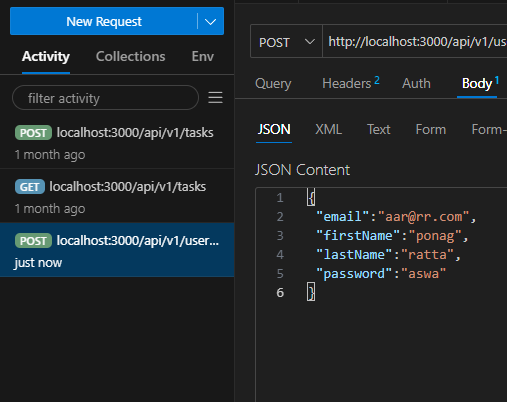 New Request
Activity
Collections
Env
filter activity
POST localhost:3000/api/v1/tasks
1 month ago
GET localhost:3000/api/v1/tasks
1 month ago
POST localhost:3000/api/v1/user...
just now
POST
http://localhost:3000/api/v1/us
Query
Headers 2
Auth
Body 1
JSON
XML
Text
Form
Form-
JSON Content
1 {
2 "email":"aar@rr.com",
3 "firstName":"ponag",
4 "lastName":"ratta",
5 "password":"aswa"
6 }